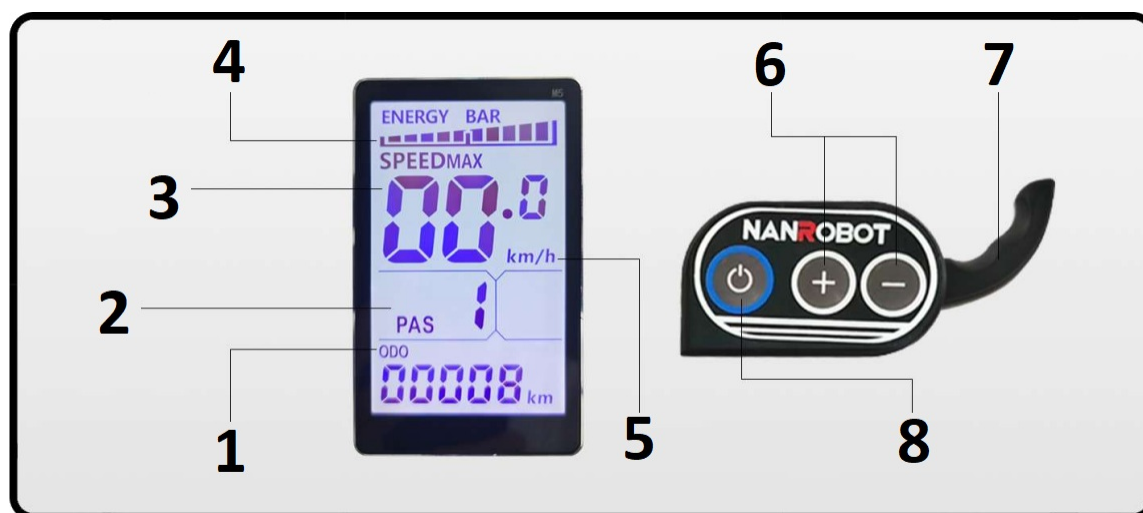 4
6
7
M5
ENERGY BAR
SPEEDMAX
3
00.0
NANROBOT
km/h
+ −
2
PAS 1
ODO
00008 km
1
5
8